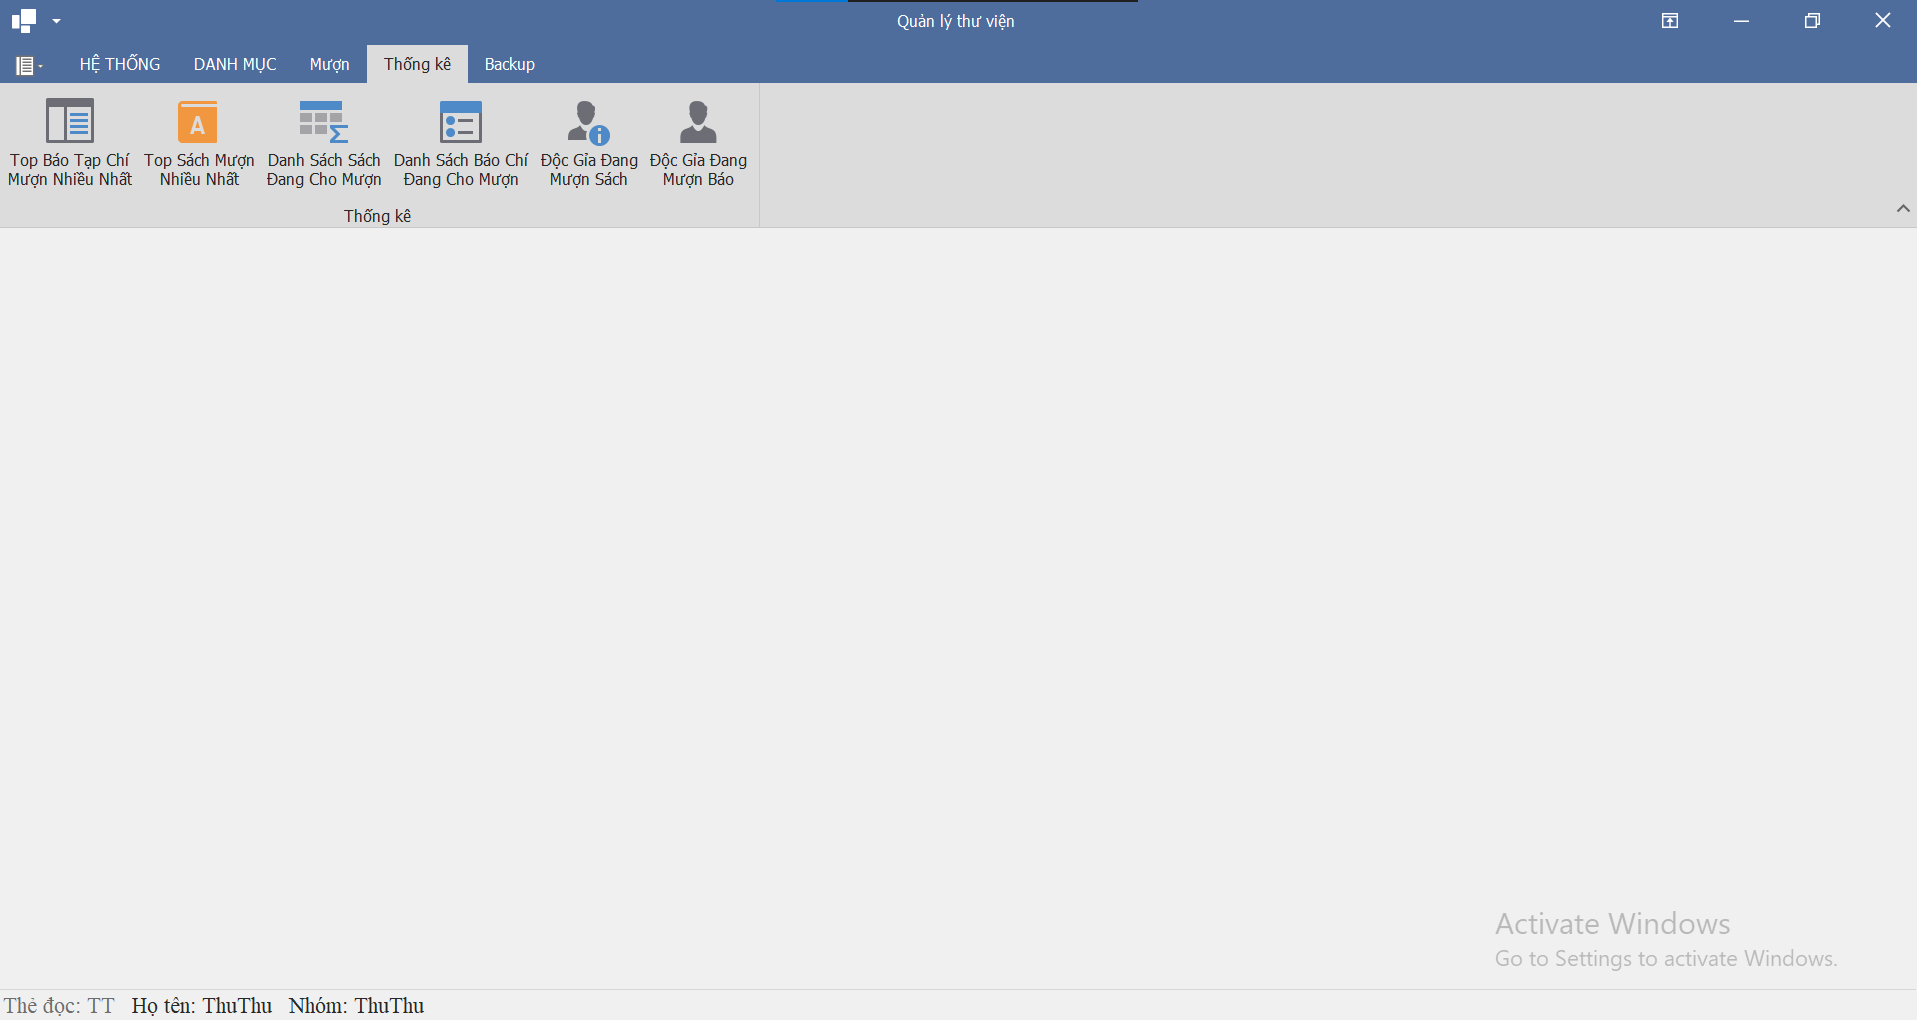 Quản lý thư viện
HỆ THỐNG DANH MỤC Mượn Thống kê Backup
A
Top Báo Tạp Chí
Mượn Nhiều Nhất
Top Sách Mượn
Nhiều Nhất
Danh Sách Sách
Đang Cho Mượn
Danh Sách Báo Chí
Đang Cho Mượn
Độc Gỉa Đang
Mượn Sách
Độc Gỉa Đang
Mượn Báo
Thống kê
Activate Windows
Go to Settings to activate Windows.
Thẻ đọc: TT Họ tên: ThuThu Nhóm: ThuThu